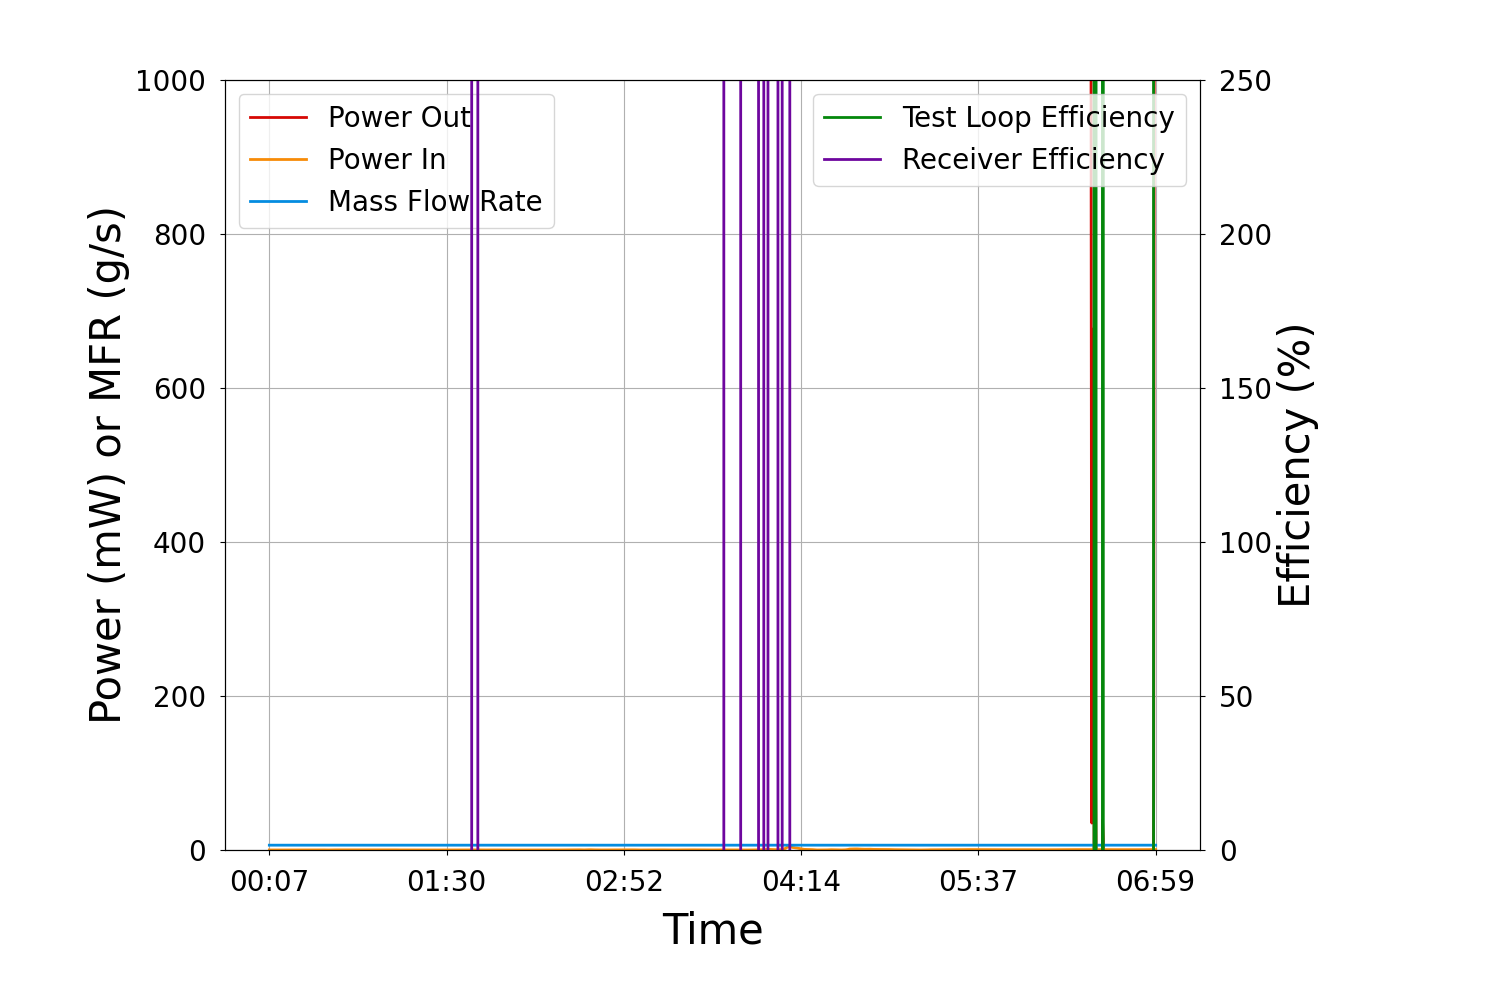 1000
800
600
400
200
0
Power (mW) or MFR (g/s)
Power Out
Power In
Mass Flow Rate
Test Loop Efficiency
Receiver Efficiency
250
200
150
100
50
0
Efficiency (%)
00:07 01:30 02:52 04:14 05:37 06:59
Time